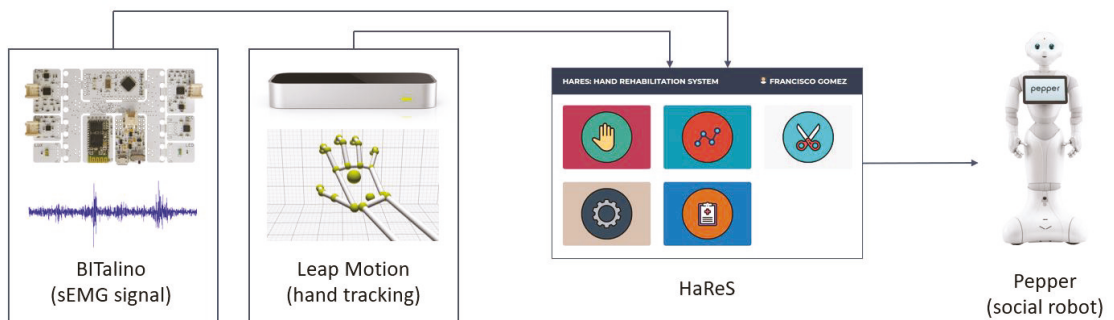 HARES: HAND REHABILITATION SYSTEM
FRANCISCO GOMEZ
pepper
BITalino
(sEMG signal)
Leap Motion
(hand tracking)
HaReS
Pepper
(social robot)